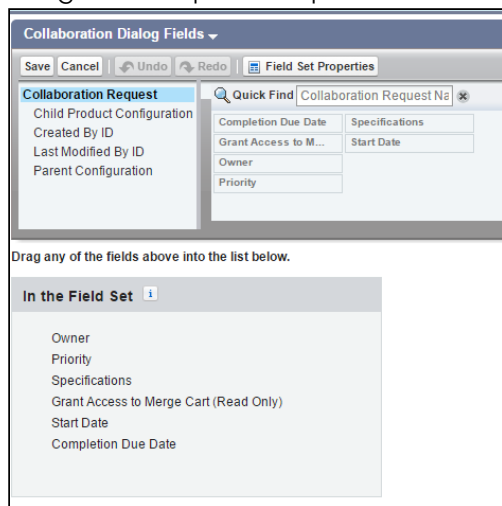 Collaboration Dialog Fields
Save Cancel Undo Redo Field Set Properties
Collaboration Request
Child Product Configuration
Created By ID
Last Modified By ID
Parent Configuration
Quick Find Collaboration Request Na
Completion Due Date Specifications
Grant Access to M... Start Date
Owner
Priority
Drag any of the fields above into the list below.
In the Field Set i
Owner
Priority
Specifications
Grant Access to Merge Cart (Read Only)
Start Date
Completion Due Date